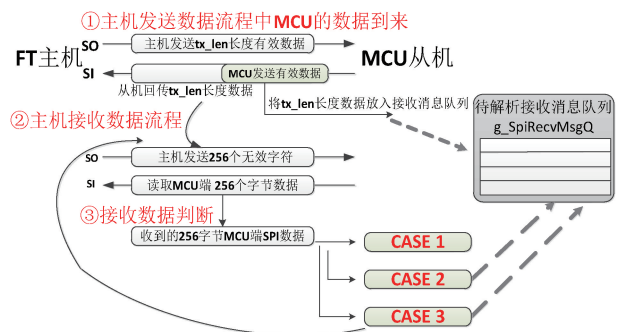 ①主机发送数据流程中MCU的数据到来
FT主机
SO
主机发送tx_len长度有效数据
MCU从机
SI
MCU发送有效数据
从机回传tx_len长度数据
将tx_len长度数据放入接收消息队列
待解析接收消息队列
g_SpiRecvMsgQ
②主机接收数据流程
SO
主机发送256个无效字符
SI
读取MCU端 256个字节数据
③接收数据判断
收到的256字节MCU端SPI数据
CASE 1
CASE 2
CASE 3